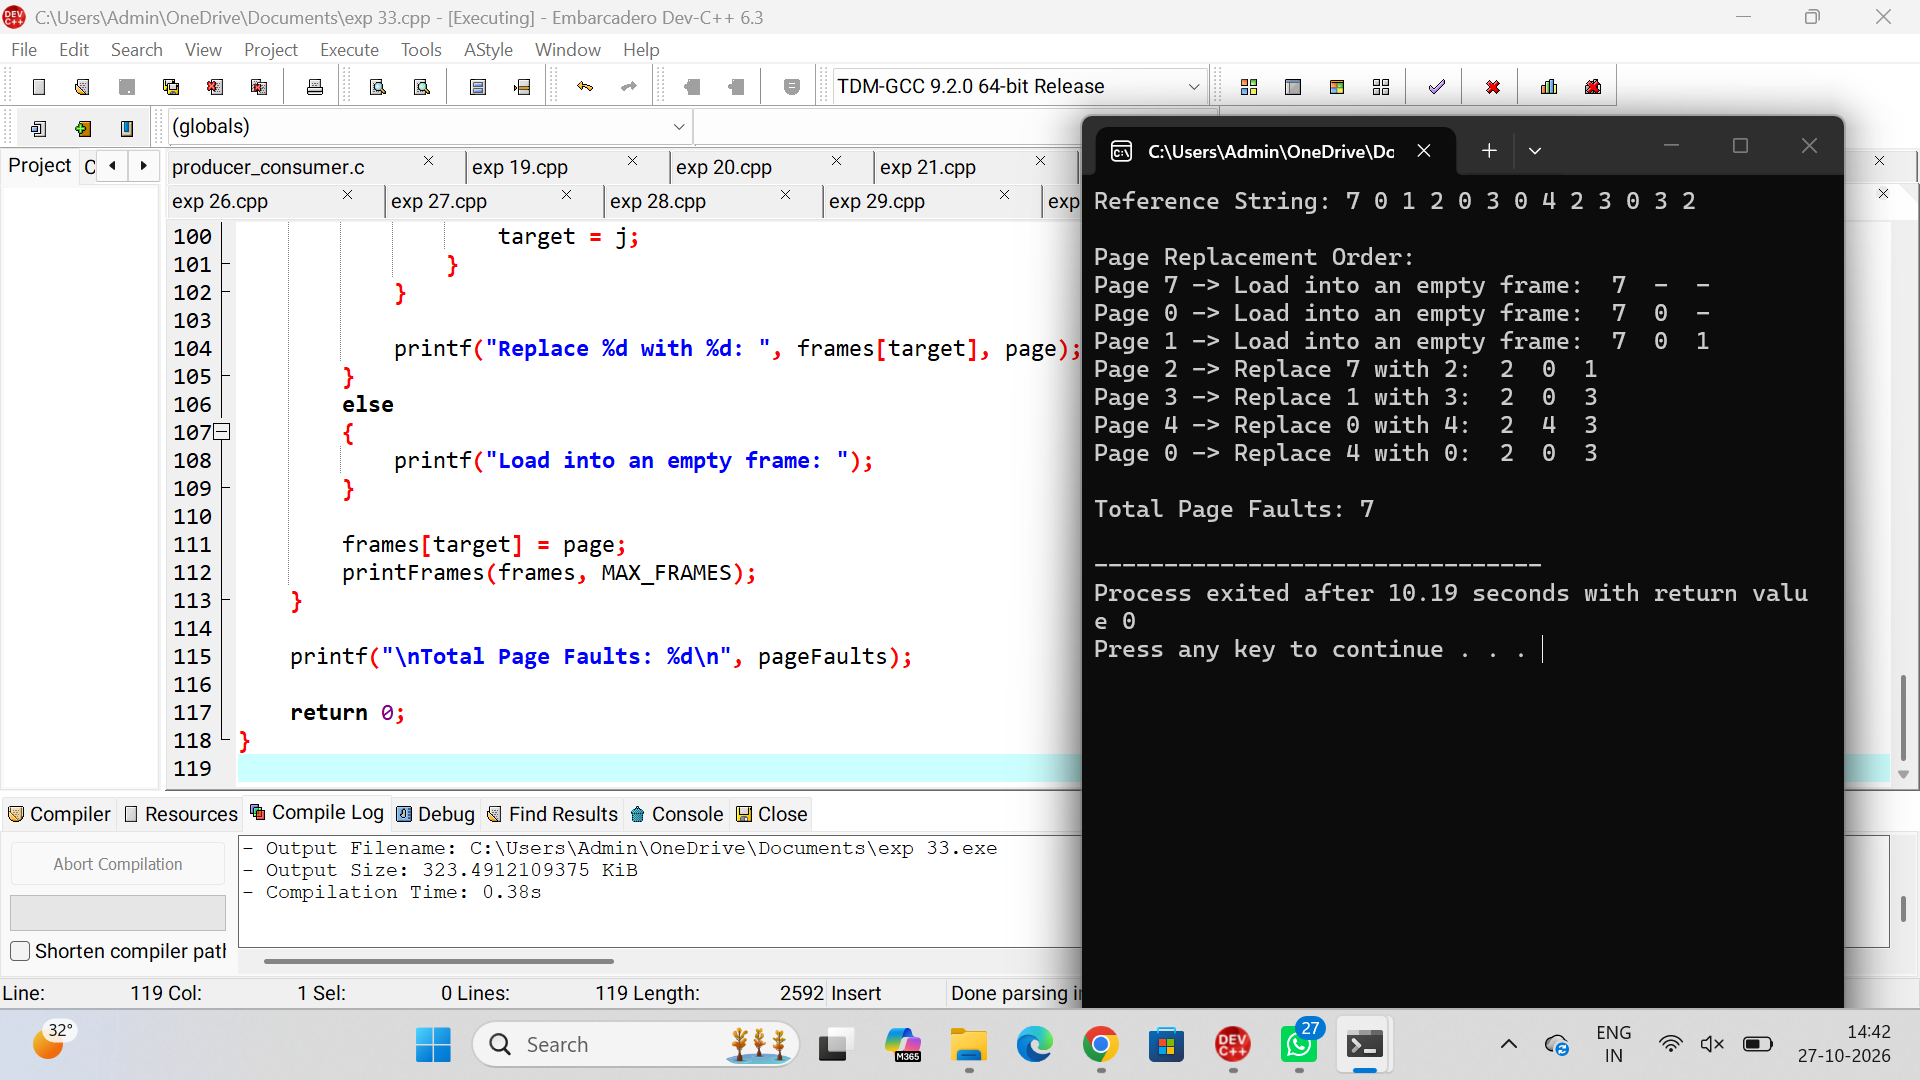 C:\Users\Admin\OneDrive\Documents\exp 33.cpp - [Executing] - Embarcadero Dev-C++ 6.3
File Edit Search View Project Execute Tools AStyle Window Help
TDM-GCC 9.2.0 64-bit Release
(globals)
Project C
producer_consumer.c exp 19.cpp exp 20.cpp exp 21.cpp
exp 26.cpp exp 27.cpp exp 28.cpp exp 29.cpp exp
100 target = j;
101 }
102 }
103
104 printf("Replace %d with %d: ", frames[target], page);
105 }
106 else
107 {
108 printf("Load into an empty frame: ");
109 }
110
111 frames[target] = page;
112 printFrames(frames, MAX_FRAMES);
113 }
114
115 printf("\nTotal Page Faults: %d\n", pageFaults);
116
117 return 0;
118 }
119
C:\Users\Admin\OneDrive\Dc
Reference String: 7 0 1 2 0 3 0 4 2 3 0 3 2
Page Replacement Order:
Page 7 -> Load into an empty frame: 7 - -
Page 0 -> Load into an empty frame: 7 0 -
Page 1 -> Load into an empty frame: 7 0 1
Page 2 -> Replace 7 with 2: 2 0 1
Page 3 -> Replace 1 with 3: 2 0 3
Page 4 -> Replace 0 with 4: 2 4 3
Page 0 -> Replace 4 with 0: 2 0 3
Total Page Faults: 7
--------------------------------
Process exited after 10.19 seconds with return valu
e 0
Press any key to continue . . .
Compiler Resources Compile Log Debug Find Results Console Close
Abort Compilation
Shorten compiler path
- Output Filename: C:\Users\Admin\OneDrive\Documents\exp 33.exe
- Output Size: 323.4912109375 KiB
- Compilation Time: 0.38s
Line: 119 Col: 1 Sel: 0 Lines: 119 Length: 2592 Insert Done parsing i
32°
Search
M365
DEV C++
27
ENG
IN
14:42
27-10-2026